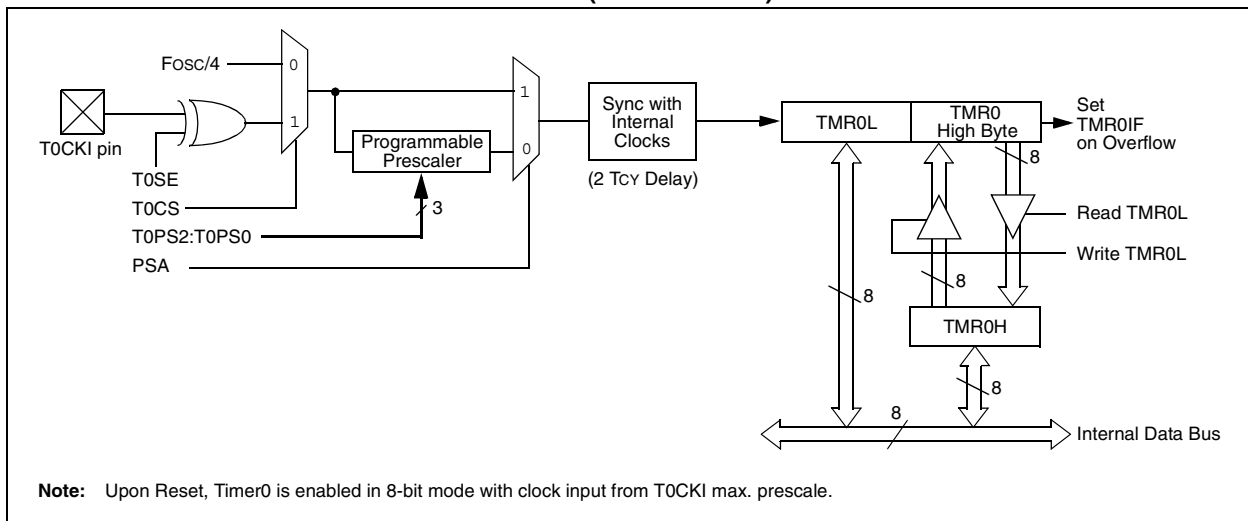 FOSC/4
0
1
T0CKI pin
T0SE
T0CS
T0PS2:T0PS0
PSA
Programmable
Prescaler
3
1
0
Sync with
Internal
Clocks
(2 TCY Delay)
TMR0L
TMR0
High Byte
Set
TMR0IF
on Overflow
8
Read TMR0L
Write TMR0L
8
8
TMR0H
8
8
Internal Data Bus
Note: Upon Reset, Timer0 is enabled in 8-bit mode with clock input from T0CKI max. prescale.